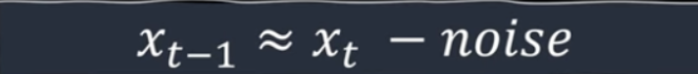 x_{t-1} ≈ x_t − noise